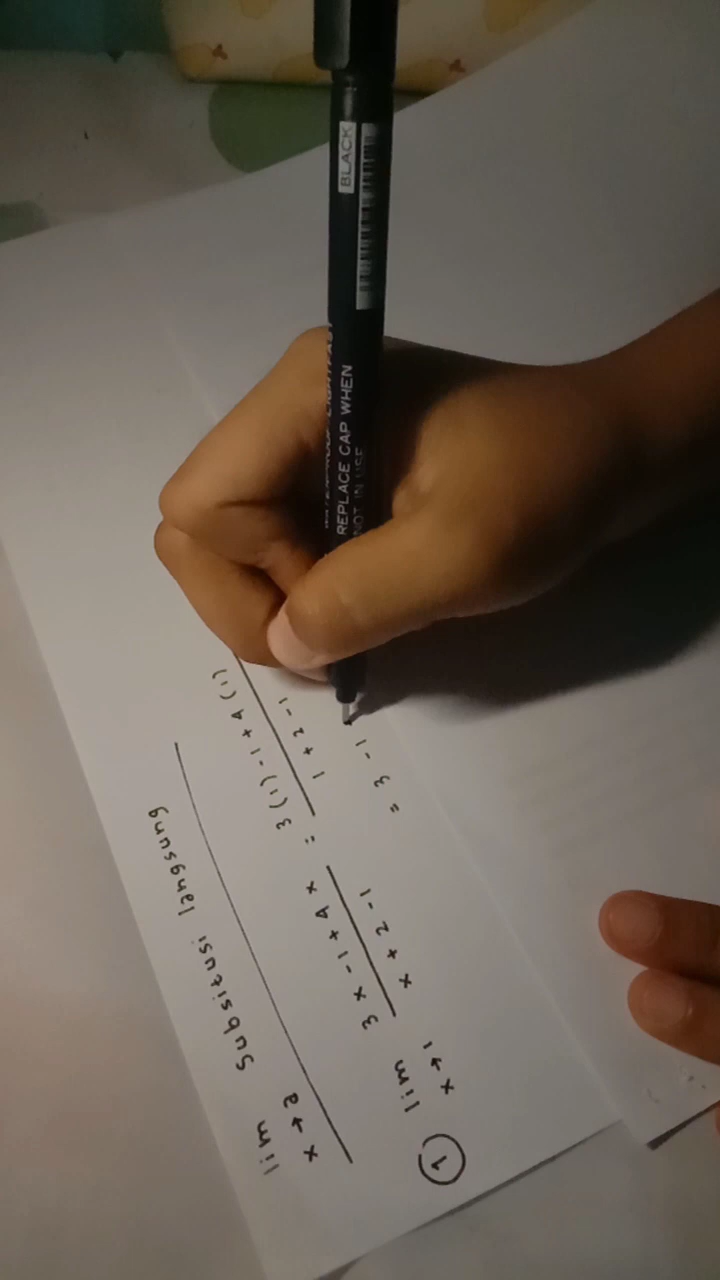 lim Subsitusi langsung
x → a
① lim 3x - 1 + 4x = 3 (1) - 1 + 4 (1)
x → 1 x + 2 - 1 1 + 2 - 1
= 3 - 1
BLACK
REPLACE CAP WHEN
NOT IN USE